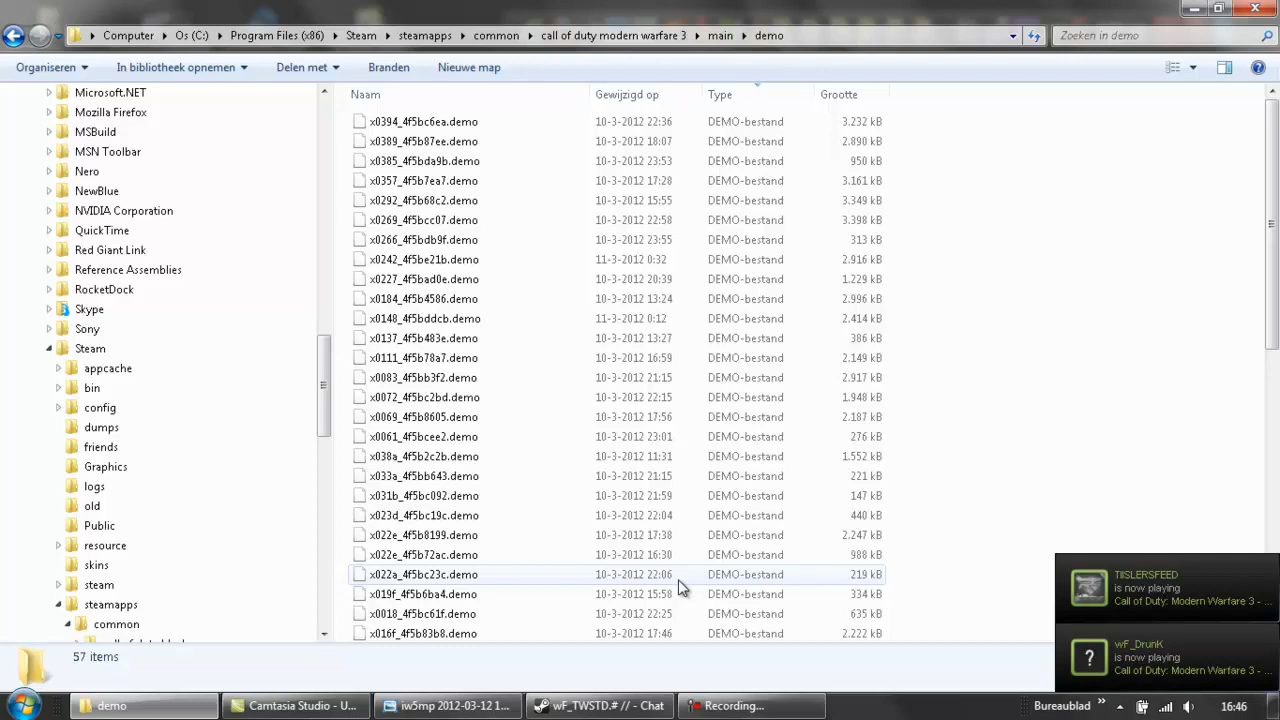 Computer Os (C:) Program Files (x86) Steam steamapps common call of duty modern warfare 3 main demo Zoeken in demo
Organiseren In bibliotheek opnemen Delen met Branden Nieuwe map
Microsoft.NET
Mozilla Firefox
MSBuild
MSN Toolbar
Nero
NewBlue
NVIDIA Corporation
QuickTime
Red Giant Link
Reference Assemblies
RocketDock
Skype
Sony
Steam
appcache
bin
config
dumps
friends
Graphics
logs
old
Public
resource
skins
steam
steamapps
common
Naam Gewijzigd op Type Grootte
x0394_4f5bc6ea.demo 10-3-2012 22:36 DEMO-bestand 3.232 kB
x0389_4f5b87ee.demo 10-3-2012 18:07 DEMO-bestand 2.890 kB
x0385_4f5bda9b.demo 10-3-2012 23:53 DEMO-bestand 950 kB
x0357_4f5b7ea7.demo 10-3-2012 17:28 DEMO-bestand 3.161 kB
x0292_4f5b68c2.demo 10-3-2012 15:55 DEMO-bestand 3.349 kB
x0269_4f5bcc07.demo 10-3-2012 22:58 DEMO-bestand 3.398 kB
x0266_4f5bdb9f.demo 10-3-2012 23:55 DEMO-bestand 313 kB
x0242_4f5be21b.demo 11-3-2012 0:32 DEMO-bestand 2.916 kB
x0227_4f5bad0e.demo 10-3-2012 20:39 DEMO-bestand 1.229 kB
x0184_4f5b4586.demo 10-3-2012 13:24 DEMO-bestand 2.996 kB
x0148_4f5bddcb.demo 11-3-2012 0:12 DEMO-bestand 2.414 kB
x0137_4f5b483e.demo 10-3-2012 13:27 DEMO-bestand 386 kB
x0111_4f5b78a7.demo 10-3-2012 16:59 DEMO-bestand 2.149 kB
x0083_4f5bb3f2.demo 10-3-2012 21:15 DEMO-bestand 2.917 kB
x0072_4f5bc2bd.demo 10-3-2012 22:15 DEMO-bestand 1.948 kB
x0069_4f5b8605.demo 10-3-2012 17:56 DEMO-bestand 2.187 kB
x0061_4f5bcee2.demo 10-3-2012 23:01 DEMO-bestand 276 kB
x038a_4f5b2c2b.demo 10-3-2012 11:31 DEMO-bestand 1.552 kB
x033a_4f5bb643.demo 10-3-2012 21:15 DEMO-bestand 221 kB
x031b_4f5bc092.demo 10-3-2012 21:59 DEMO-bestand 147 kB
x023d_4f5bc19c.demo 10-3-2012 22:04 DEMO-bestand 440 kB
x022e_4f5b8199.demo 10-3-2012 17:38 DEMO-bestand 2.247 kB
x022e_4f5b72ac.demo 10-3-2012 16:30 DEMO-bestand 988 kB
x022a_4f5bc23c.demo 10-3-2012 22:06 DEMO-bestand 219 kB
x019f_4f5b6ba9.demo 10-3-2012 15:58 DEMO-bestand 334 kB
x0018_4f5bc61f.demo 10-3-2012 22:25 DEMO-bestand 635 kB
x016f_4f5b83b8.demo 10-3-2012 17:46 DEMO-bestand 2.222 kB
57 items
TIISLERSFEED
is now playing
Call of Duty: Modern Warfare 3 - ...
wF_DrunK
is now playing
Call of Duty: Modern Warfare 3 - ...
demo Camtasia Studio - U... iw5mp 2012-03-12 1... wF_TWSTD.# // - Chat Recording... Bureaublad 16:46